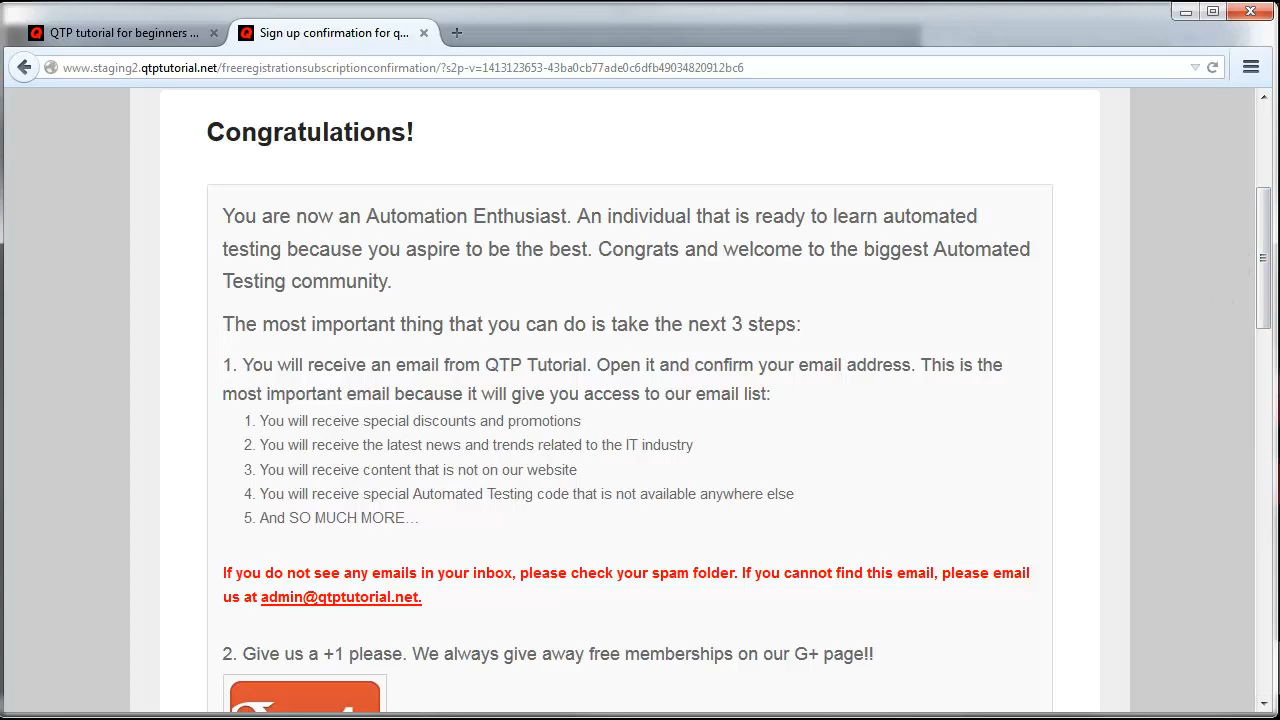 QTP tutorial for beginners ...
Sign up confirmation for q...
www.staging2.qtptutorial.net/freeregistrationsubscriptionconfirmation/?s2p-v=1413123653-43ba0cb77ade0c6dfb49034820912bc6
Congratulations!
You are now an Automation Enthusiast. An individual that is ready to learn automated
testing because you aspire to be the best. Congrats and welcome to the biggest Automated
Testing community.
The most important thing that you can do is take the next 3 steps:
1. You will receive an email from QTP Tutorial. Open it and confirm your email address. This is the
most important email because it will give you access to our email list:
1. You will receive special discounts and promotions
2. You will receive the latest news and trends related to the IT industry
3. You will receive content that is not on our website
4. You will receive special Automated Testing code that is not available anywhere else
5. And SO MUCH MORE…
If you do not see any emails in your inbox, please check your spam folder. If you cannot find this email, please email
us at admin@qtptutorial.net.
2. Give us a +1 please. We always give away free memberships on our G+ page!!